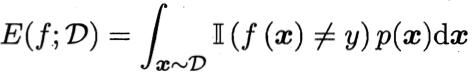 E(f; 𝒟) = ∫_{𝒙∼𝒟} 𝕀 (f (𝒙) ≠ y) p(𝒙)d𝒙